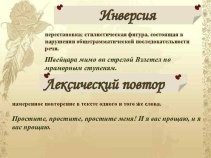 Инверсия
перестановка: стилистическая фигура, состоящая в
нарушении общеграмматической последовательности
речи.
Швейцара мимо он стрелой Взлетел по
мраморным ступеням.
Лексический повтор
намеренное повторение в тексте одного и того же слова.
Простите, простите, простите меня! И я вас прощаю, и я
вас прощаю.